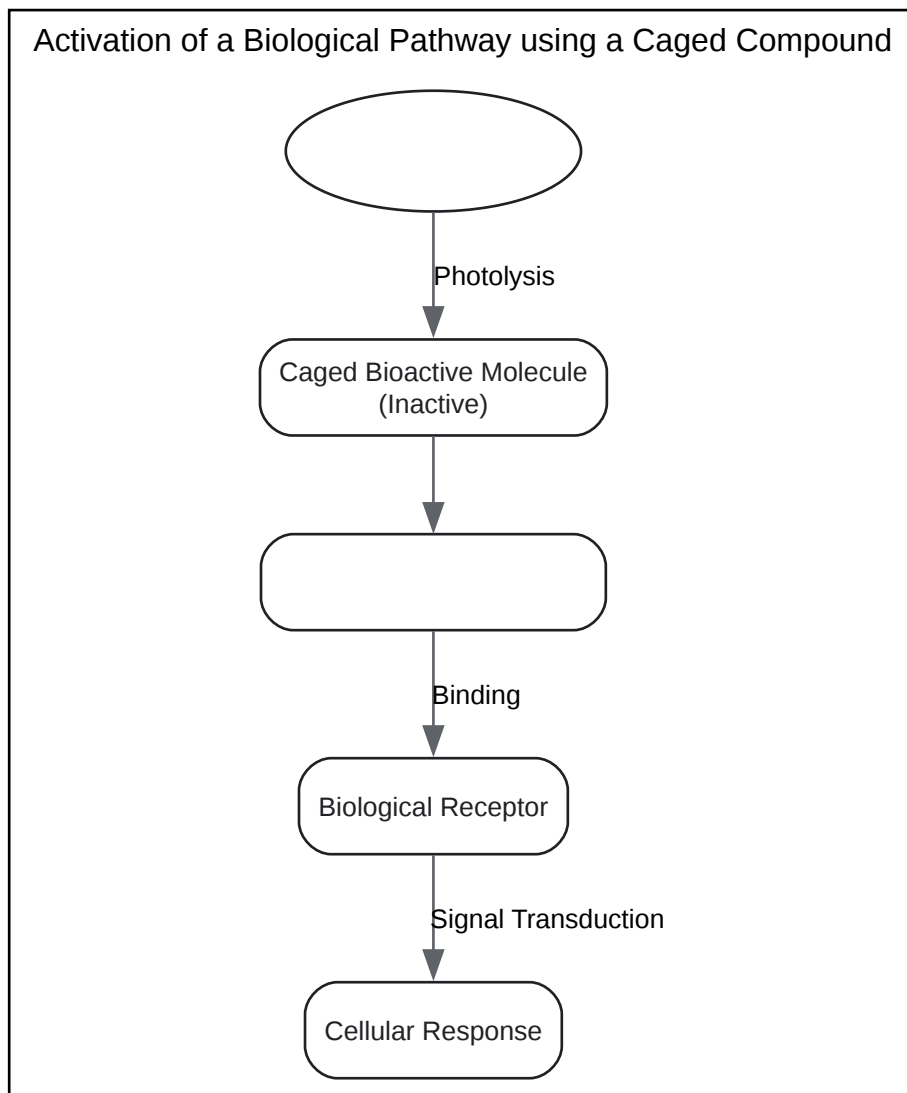 Activation of a Biological Pathway using a Caged Compound
Photolysis
Caged Bioactive Molecule
(Inactive)
Binding
Biological Receptor
Signal Transduction
Cellular Response